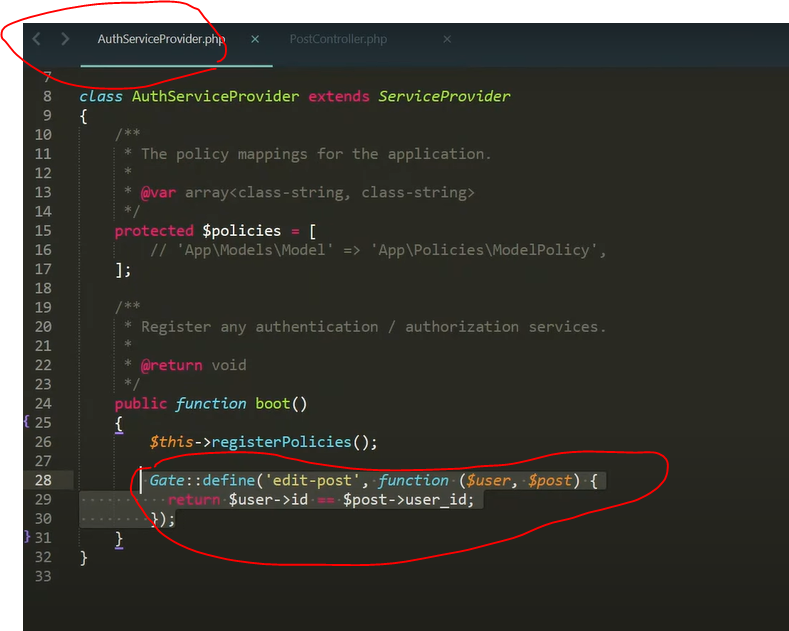 AuthServiceProvider.php × PostController.php ×
7
8 class AuthServiceProvider extends ServiceProvider
9 {
10 /**
11 * The policy mappings for the application.
12 *
13 * @var array<class-string, class-string>
14 */
15 protected $policies = [
16 // 'App\Models\Model' => 'App\Policies\ModelPolicy',
17 ];
18
19 /**
20 * Register any authentication / authorization services.
21 *
22 * @return void
23 */
24 public function boot()
{ 25 {
26 $this->registerPolicies();
27
28 Gate::define('edit-post', function ($user, $post) {
29 return $user->id == $post->user_id;
30 });
} 31 }
32 }
33